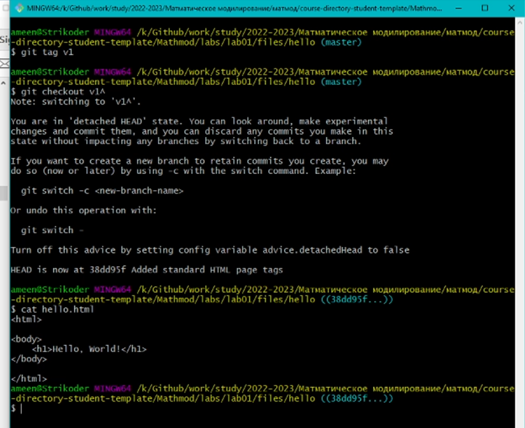 MINGW64:/k/Github/work/study/2022-2023/Матматическое модилирование/матмод/course-directory-student-template/Mathmo...
ameen@Strikoder MINGW64 /k/Github/work/study/2022-2023/Матматическое модилирование/матмод/course
-directory-student-template/Mathmod/labs/lab01/files/hello (master)
$ git tag v1
ameen@Strikoder MINGW64 /k/Github/work/study/2022-2023/Матматическое модилирование/матмод/course
-directory-student-template/Mathmod/labs/lab01/files/hello (master)
$ git checkout v1^
Note: switching to 'v1^'.
You are in 'detached HEAD' state. You can look around, make experimental
changes and commit them, and you can discard any commits you make in this
state without impacting any branches by switching back to a branch.
If you want to create a new branch to retain commits you create, you may
do so (now or later) by using -c with the switch command. Example:
git switch -c <new-branch-name>
Or undo this operation with:
git switch -
Turn off this advice by setting config variable advice.detachedHead to false
HEAD is now at 38dd95f Added standard HTML page tags
ameen@Strikoder MINGW64 /k/Github/work/study/2022-2023/Матматическое модилирование/матмод/course
-directory-student-template/Mathmod/labs/lab01/files/hello ((38dd95f...))
$ cat hello.html
<html>
<body>
<h1>Hello, World!</h1>
</body>
</html>
ameen@Strikoder MINGW64 /k/Github/work/study/2022-2023/Матматическое модилирование/матмод/course
-directory-student-template/Mathmod/labs/lab01/files/hello ((38dd95f...))
$